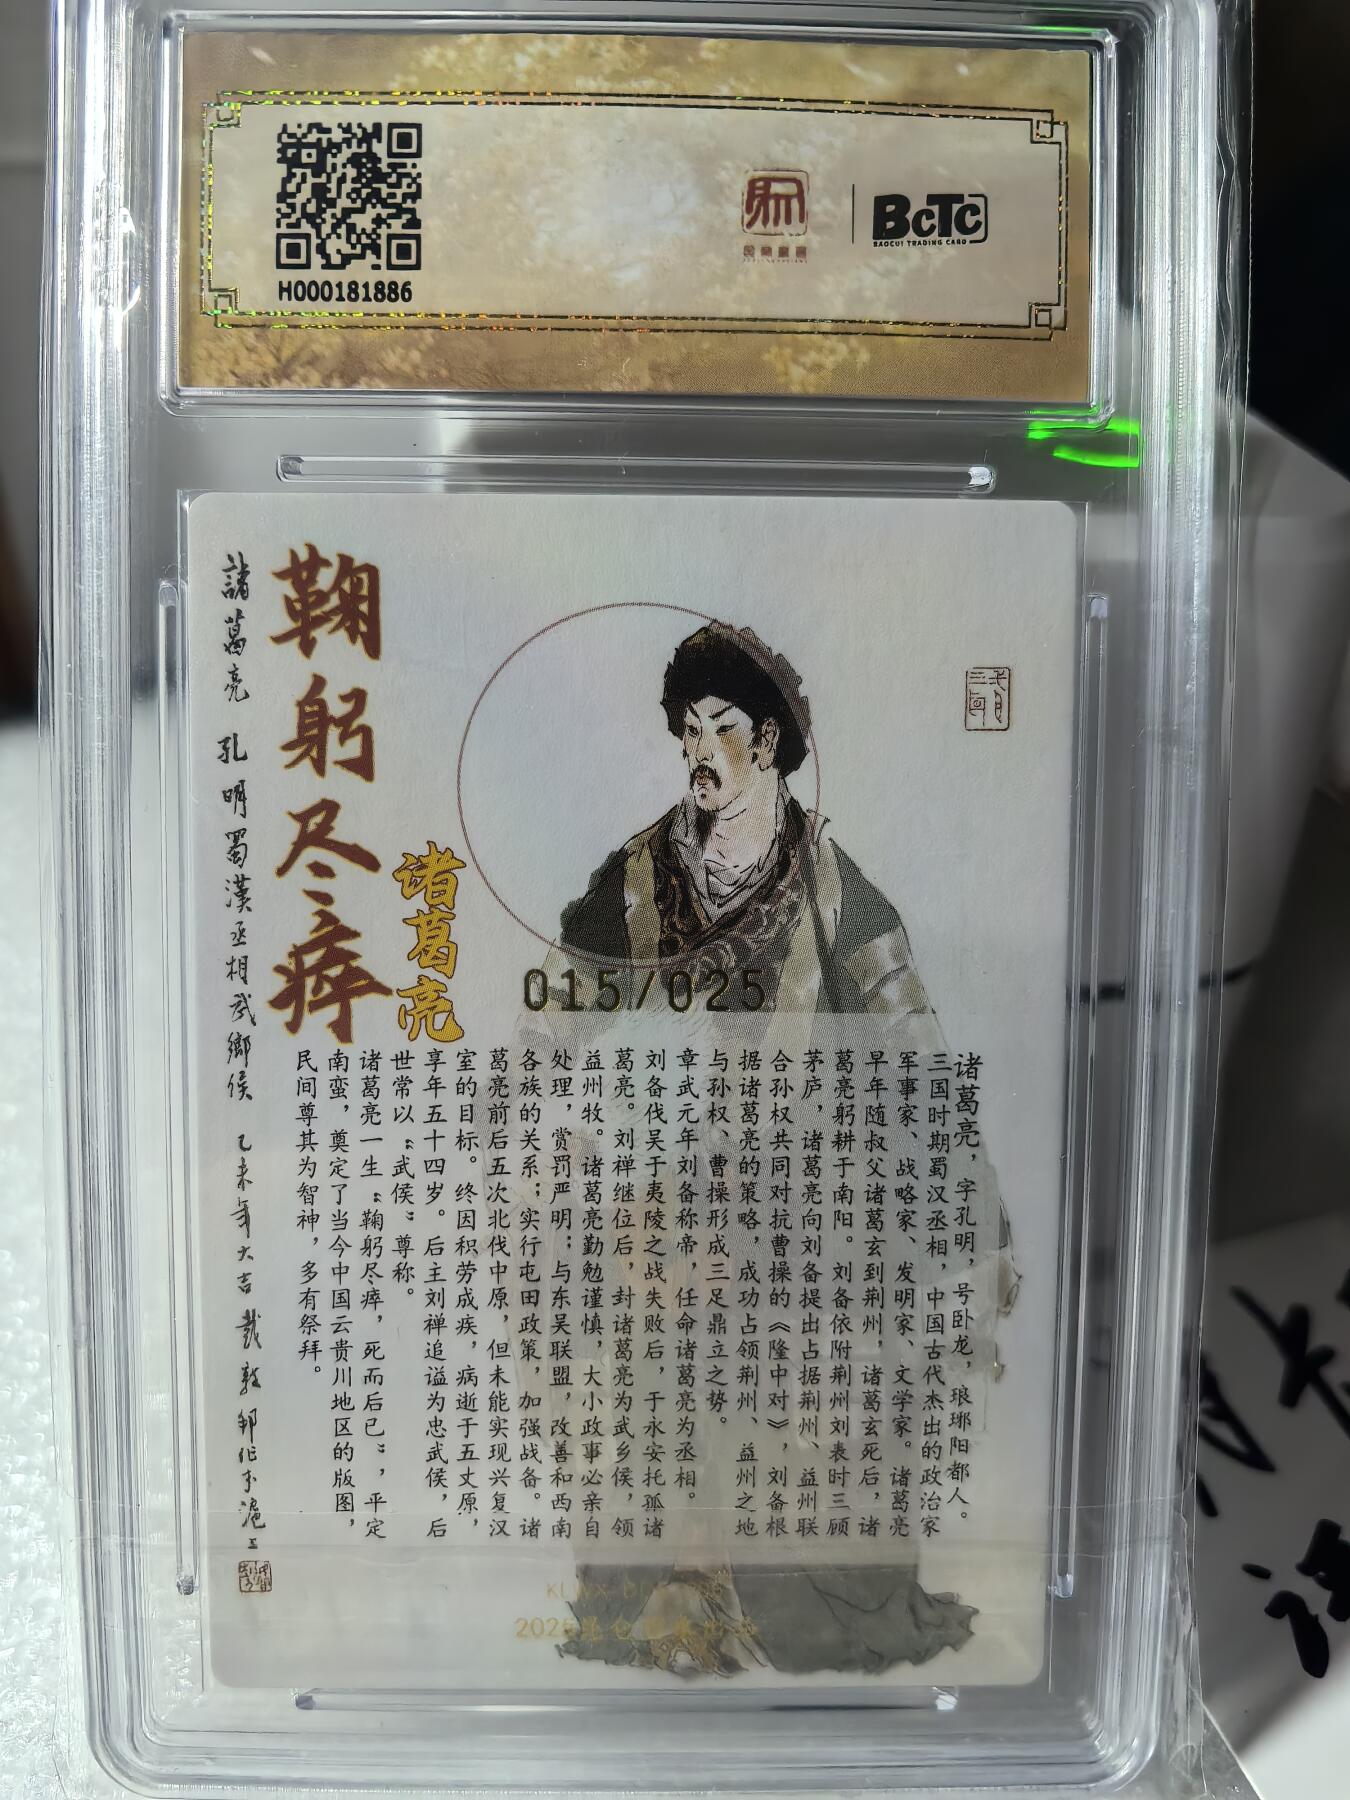 H000181886
BCTC
BAOCUI TRADING CARD
鞠躬尽瘁
诸葛亮
諸葛亮 孔明蜀漢丞相武鄉侯 乙未年大吉 戴敦邦作于滬上
015/025
诸葛亮，字孔明，号卧龙，琅琊阳都人。
三国时期蜀汉丞相，中国古代杰出的政治家
军事家、战略家、发明家、文学家。诸葛亮
早年随叔父诸葛玄到荆州，诸葛玄死后，诸
葛亮躬耕于南阳。刘备依附荆州刘表时三顾
茅庐，诸葛亮向刘备提出占据荆州、益州联
合孙权共同对抗曹操的《隆中对》，刘备根
据诸葛亮的策略，成功占领荆州、益州之地
与孙权、曹操形成三足鼎立之势。
章武元年刘备称帝，任命诸葛亮为丞相。
刘备伐吴于夷陵之战失败后，于永安托孤诸
葛亮。刘禅继位后，封诸葛亮为武乡侯，领
益州牧。诸葛亮勤勉谨慎，大小政事必亲自
处理，赏罚严明；与东吴联盟，改善和西南
各族的关系；实行屯田政策，加强战备。诸
葛亮前后五次北伐中原，但未能实现兴复汉
室的目标。终因积劳成疾，病逝于五丈原，
享年五十四岁。后主刘禅追谥为忠武侯，后
世常以“武侯”尊称。
诸葛亮一生“鞠躬尽瘁，死而后已”，平定
南蛮，奠定了当今中国云贵川地区的版图，
民间尊其为智神，多有祭拜。